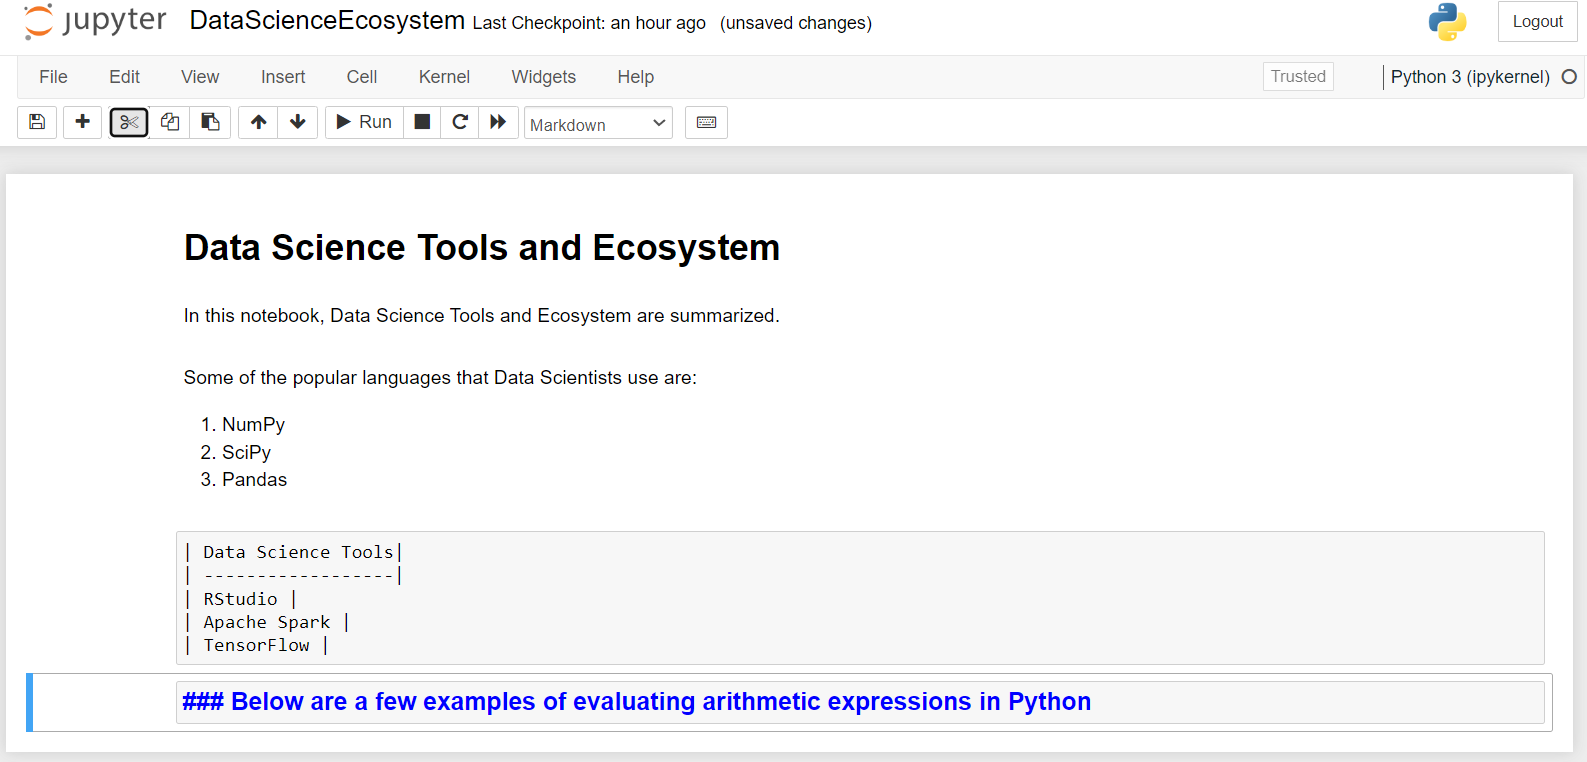 jupyter DataScienceEcosystem Last Checkpoint: an hour ago (unsaved changes) Logout
File Edit View Insert Cell Kernel Widgets Help Trusted Python 3 (ipykernel)
Run Markdown
Data Science Tools and Ecosystem
In this notebook, Data Science Tools and Ecosystem are summarized.
Some of the popular languages that Data Scientists use are:
1. NumPy
2. SciPy
3. Pandas
| Data Science Tools|
| ------------------|
| RStudio |
| Apache Spark |
| TensorFlow |
### Below are a few examples of evaluating arithmetic expressions in Python